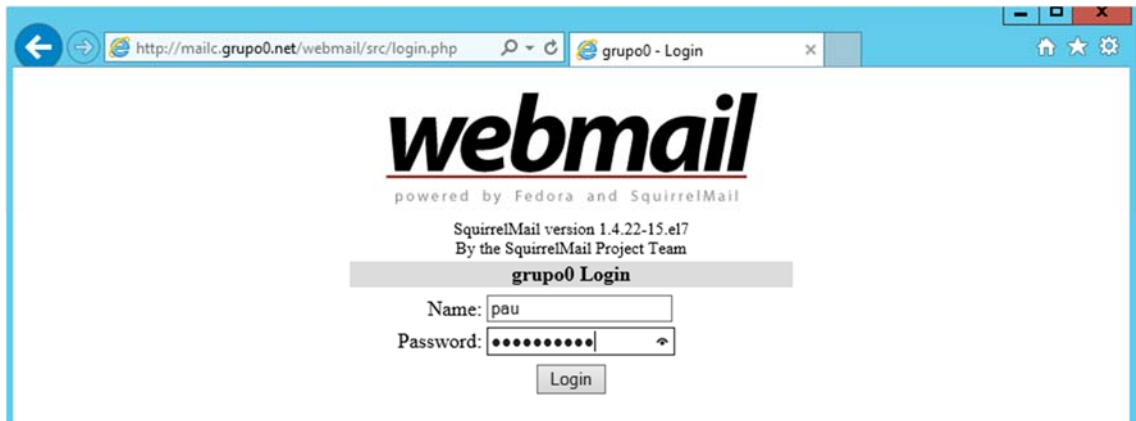 http://mailc.grupo0.net/webmail/src/login.php
grupo0 - Login
webmail
powered by Fedora and SquirrelMail
SquirrelMail version 1.4.22-15.el7
By the SquirrelMail Project Team
grupo0 Login
Name: pau
Password: ●●●●●●●●●●
Login